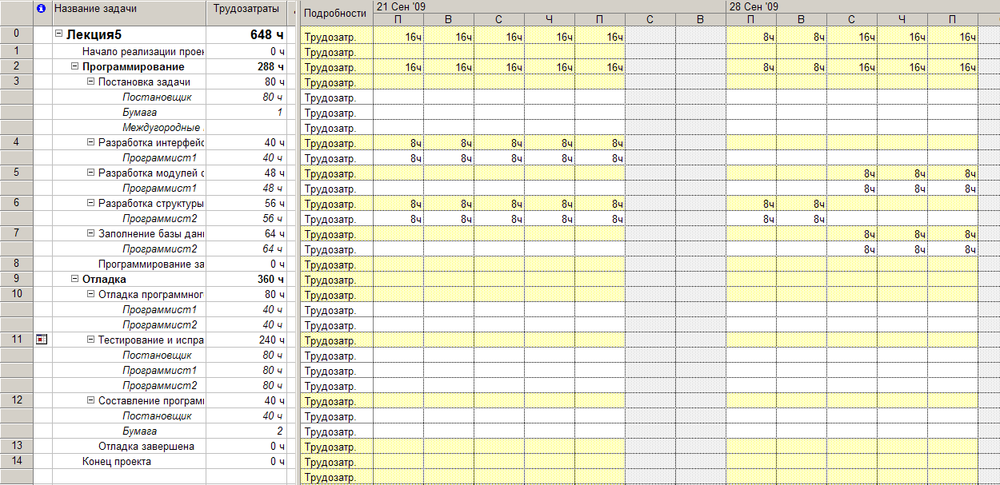 Название задачи Трудозатраты Подробности 21 Сен '09 28 Сен '09
П В С Ч П С В П В С Ч П
0 Лекция5 648 ч Трудозатр. 16ч 16ч 16ч 16ч 16ч 8ч 8ч 16ч 16ч 16ч
1 Начало реализации проек 0 ч Трудозатр.
2 Программирование 288 ч Трудозатр. 16ч 16ч 16ч 16ч 16ч 8ч 8ч 16ч 16ч 16ч
3 Постановка задачи 80 ч Трудозатр.
Постановщик 80 ч Трудозатр.
Бумага 1 Трудозатр.
Междугородные Трудозатр.
4 Разработка интерфейс 40 ч Трудозатр. 8ч 8ч 8ч 8ч 8ч
Программист1 40 ч Трудозатр. 8ч 8ч 8ч 8ч 8ч
5 Разработка модулей о 48 ч Трудозатр. 8ч 8ч 8ч
Программист1 48 ч Трудозатр. 8ч 8ч 8ч
6 Разработка структуры 56 ч Трудозатр. 8ч 8ч 8ч 8ч 8ч 8ч 8ч
Программист2 56 ч Трудозатр. 8ч 8ч 8ч 8ч 8ч 8ч 8ч
7 Заполнение базы данн 64 ч Трудозатр. 8ч 8ч 8ч
Программист2 64 ч Трудозатр. 8ч 8ч 8ч
8 Программирование за 0 ч Трудозатр.
9 Отладка 360 ч Трудозатр.
10 Отладка программног 80 ч Трудозатр.
Программист1 40 ч Трудозатр.
Программист2 40 ч Трудозатр.
11 Тестирование и испра 240 ч Трудозатр.
Постановщик 80 ч Трудозатр.
Программист1 80 ч Трудозатр.
Программист2 80 ч Трудозатр.
12 Составление програм 40 ч Трудозатр.
Постановщик 40 ч Трудозатр.
Бумага 2 Трудозатр.
13 Отладка завершена 0 ч Трудозатр.
14 Конец проекта 0 ч Трудозатр.
Трудозатр.